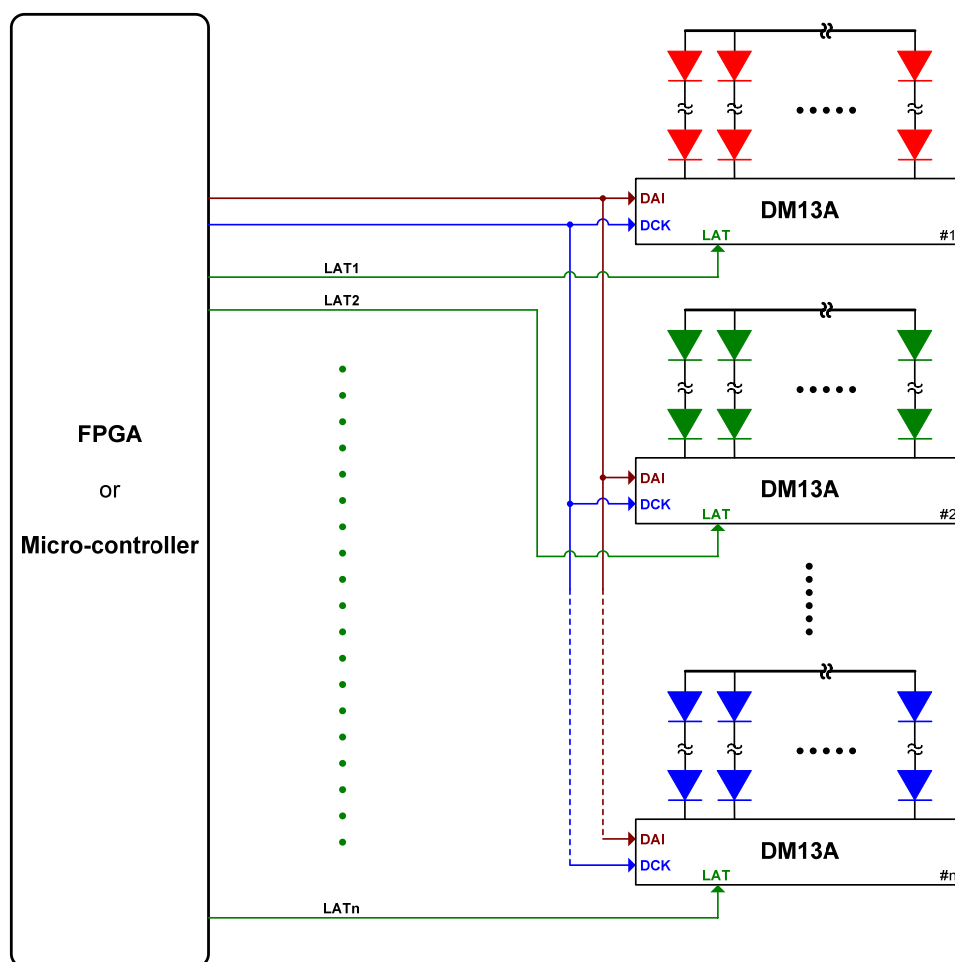 DAI
DM13A
DCK
LAT
#1
LAT1
LAT2
FPGA
or
Micro-controller
DAI
DM13A
DCK
LAT
#2
DAI
DM13A
DCK
LAT
#n
LATn